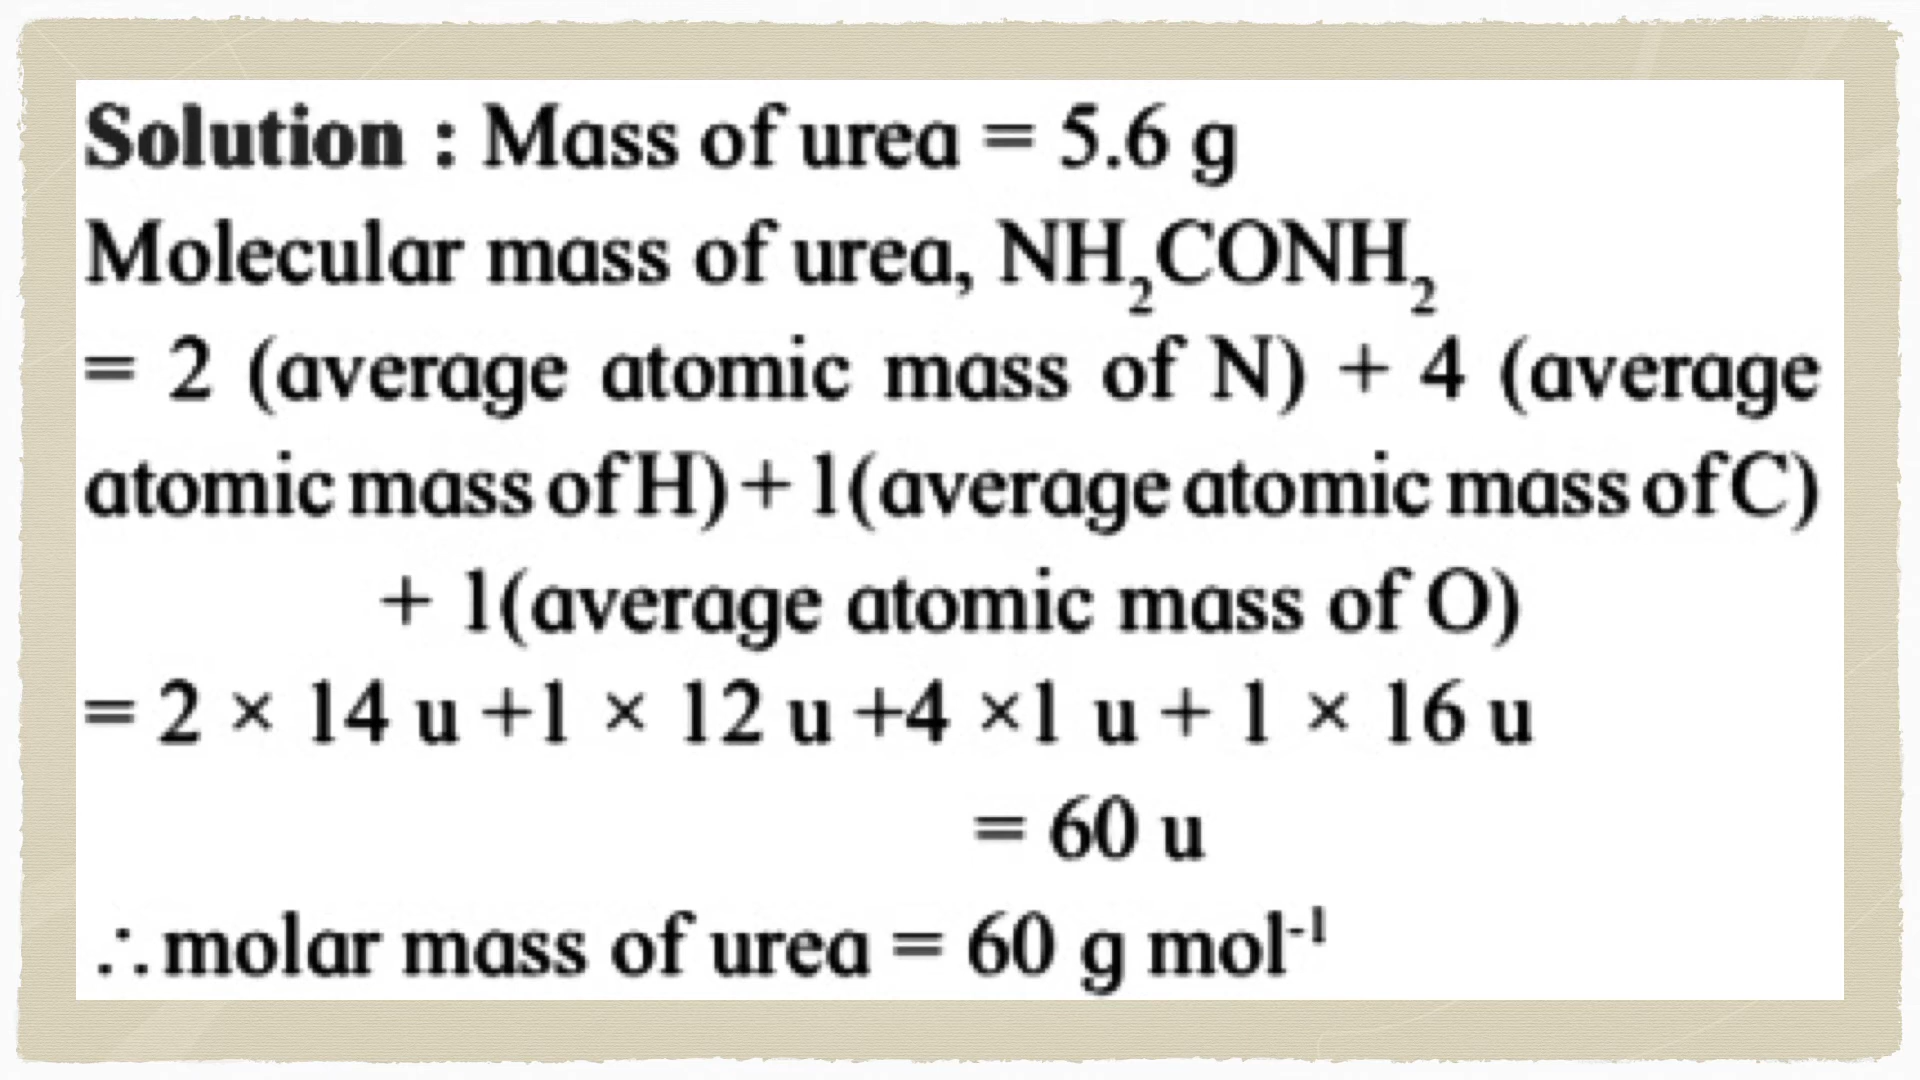 Solution : Mass of urea = 5.6 g
Molecular mass of urea, NH₂CONH₂
= 2 (average atomic mass of N) + 4 (average
atomic mass of H) + 1(average atomic mass of C)
+ 1(average atomic mass of O)
= 2 × 14 u +1 × 12 u +4 ×1 u + 1 × 16 u
= 60 u
∴ molar mass of urea = 60 g mol⁻¹